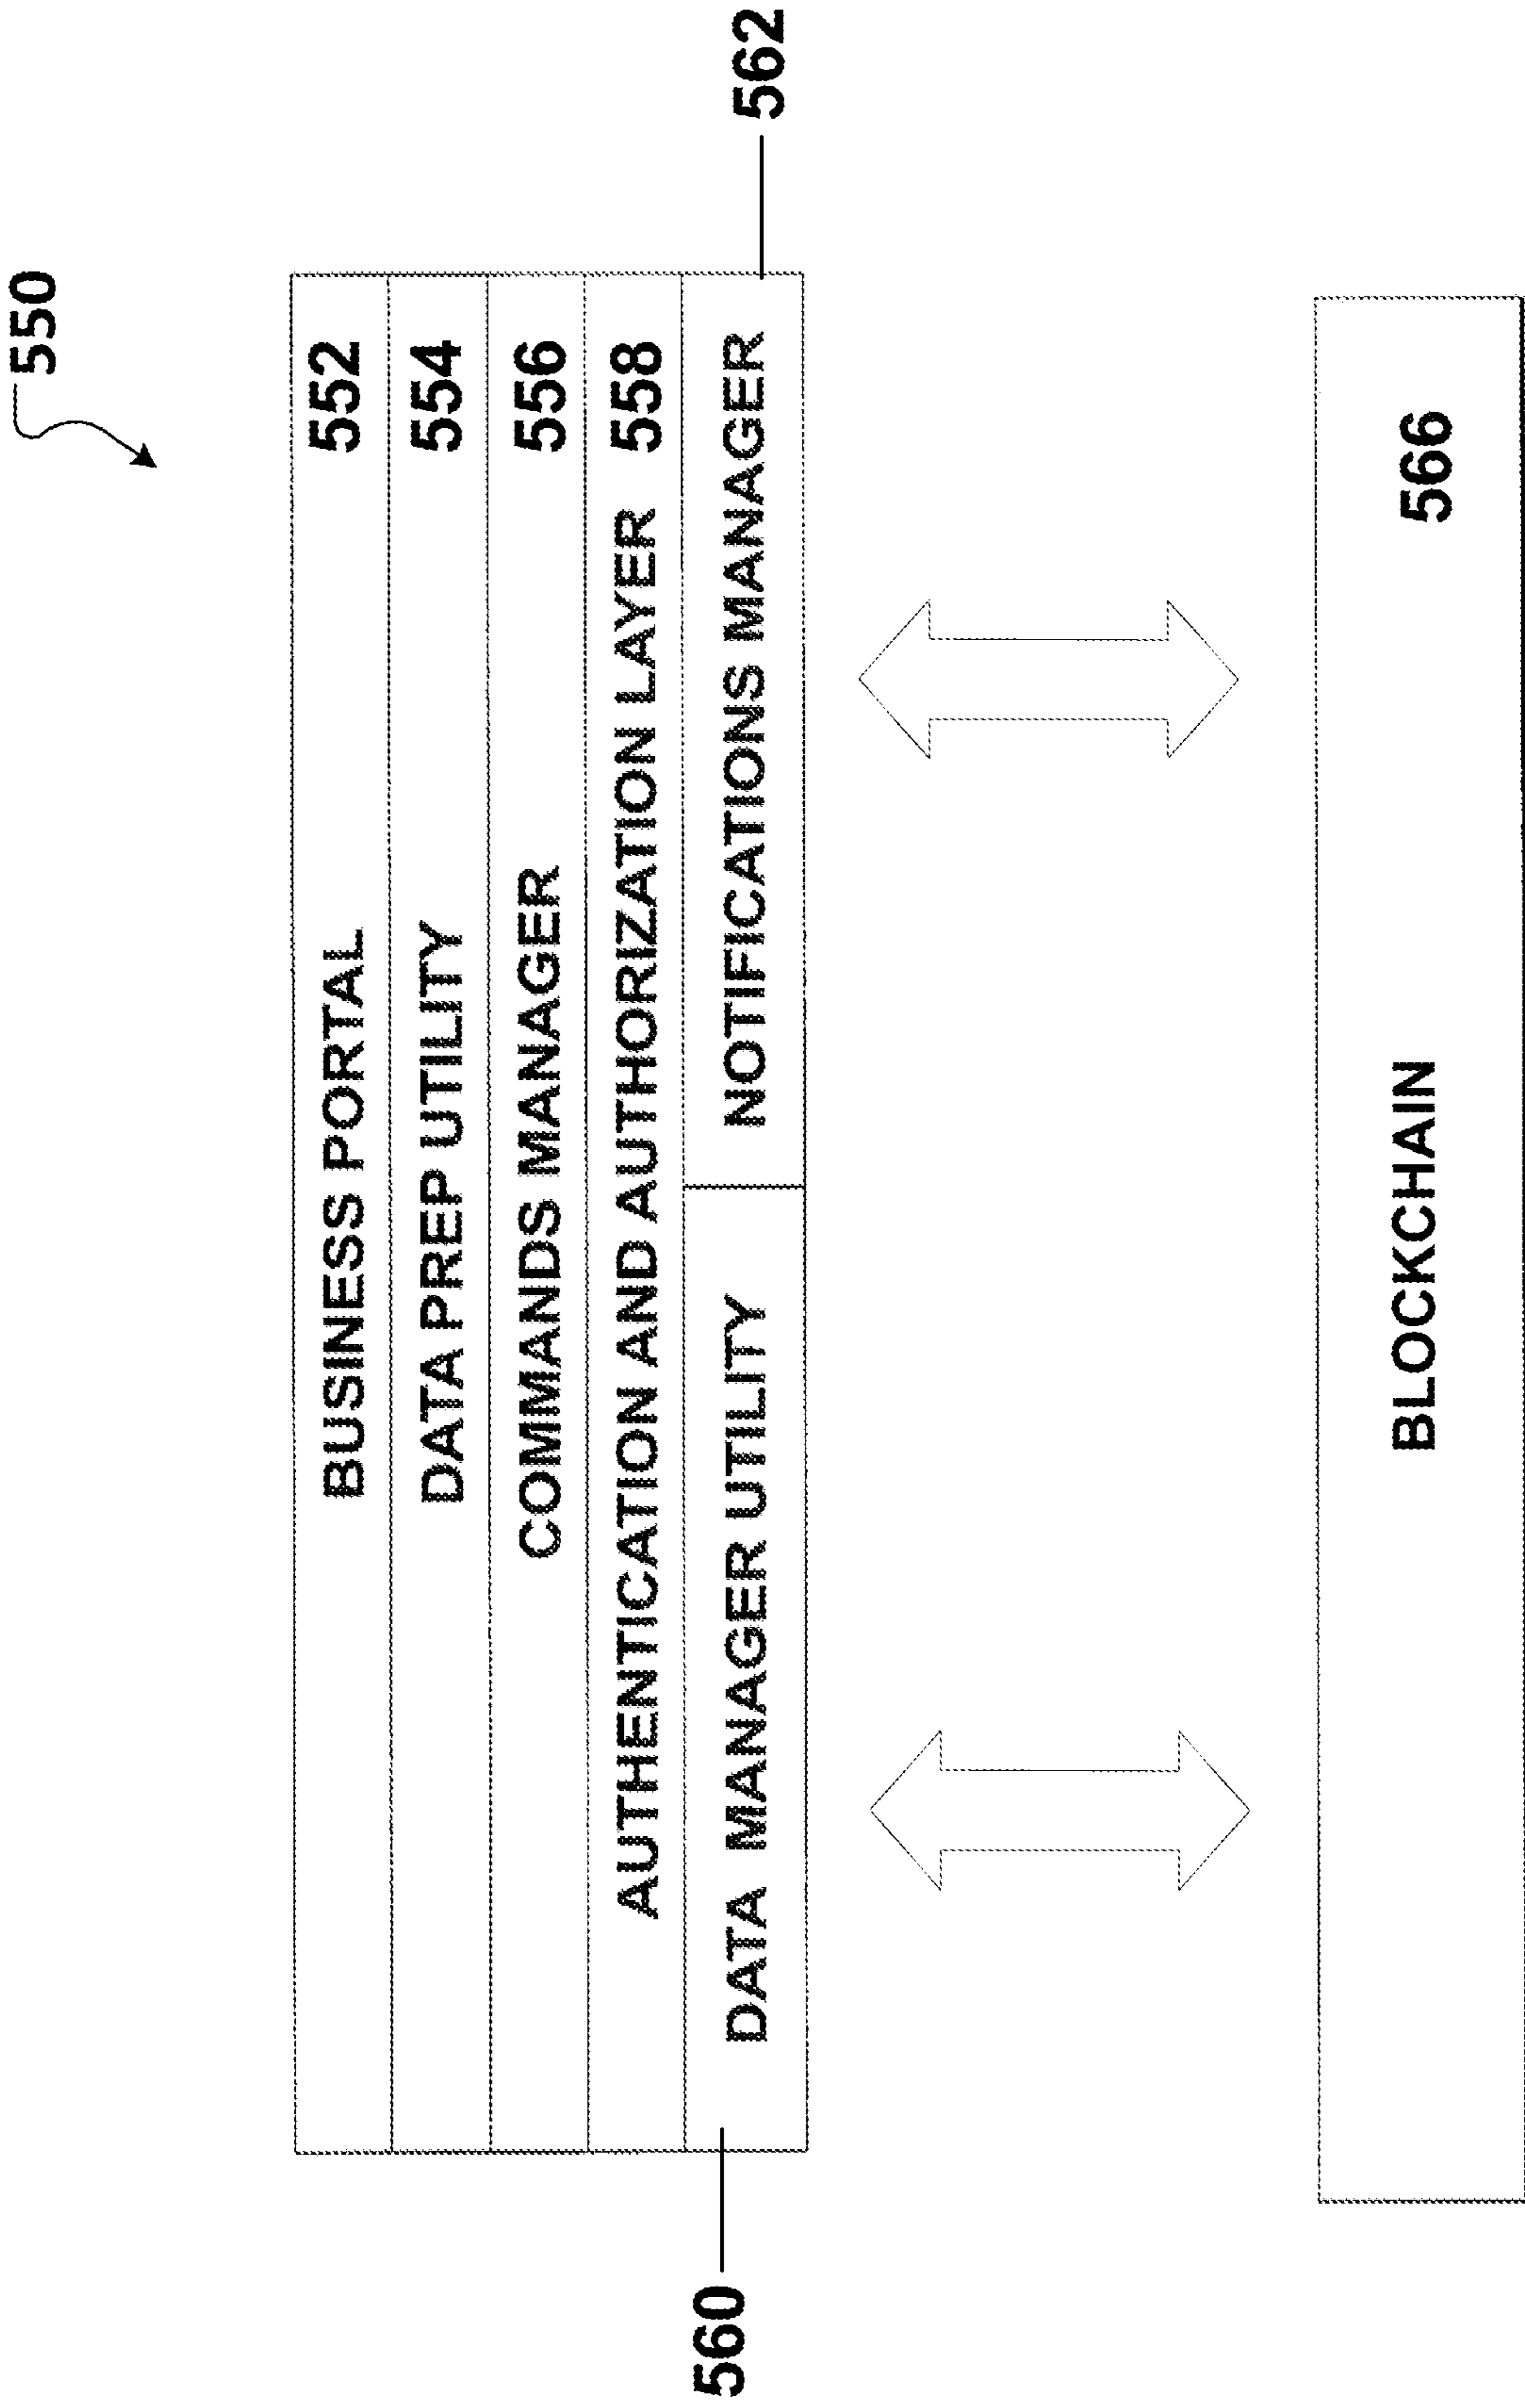 550
BUSINESS PORTAL 552
DATA PREP UTILITY 554
COMMANDS MANAGER 556
AUTHENTICATION AND AUTHORIZATION LAYER 558
560 DATA MANAGER UTILITY NOTIFICATIONS MANAGER 562
BLOCKCHAIN 566